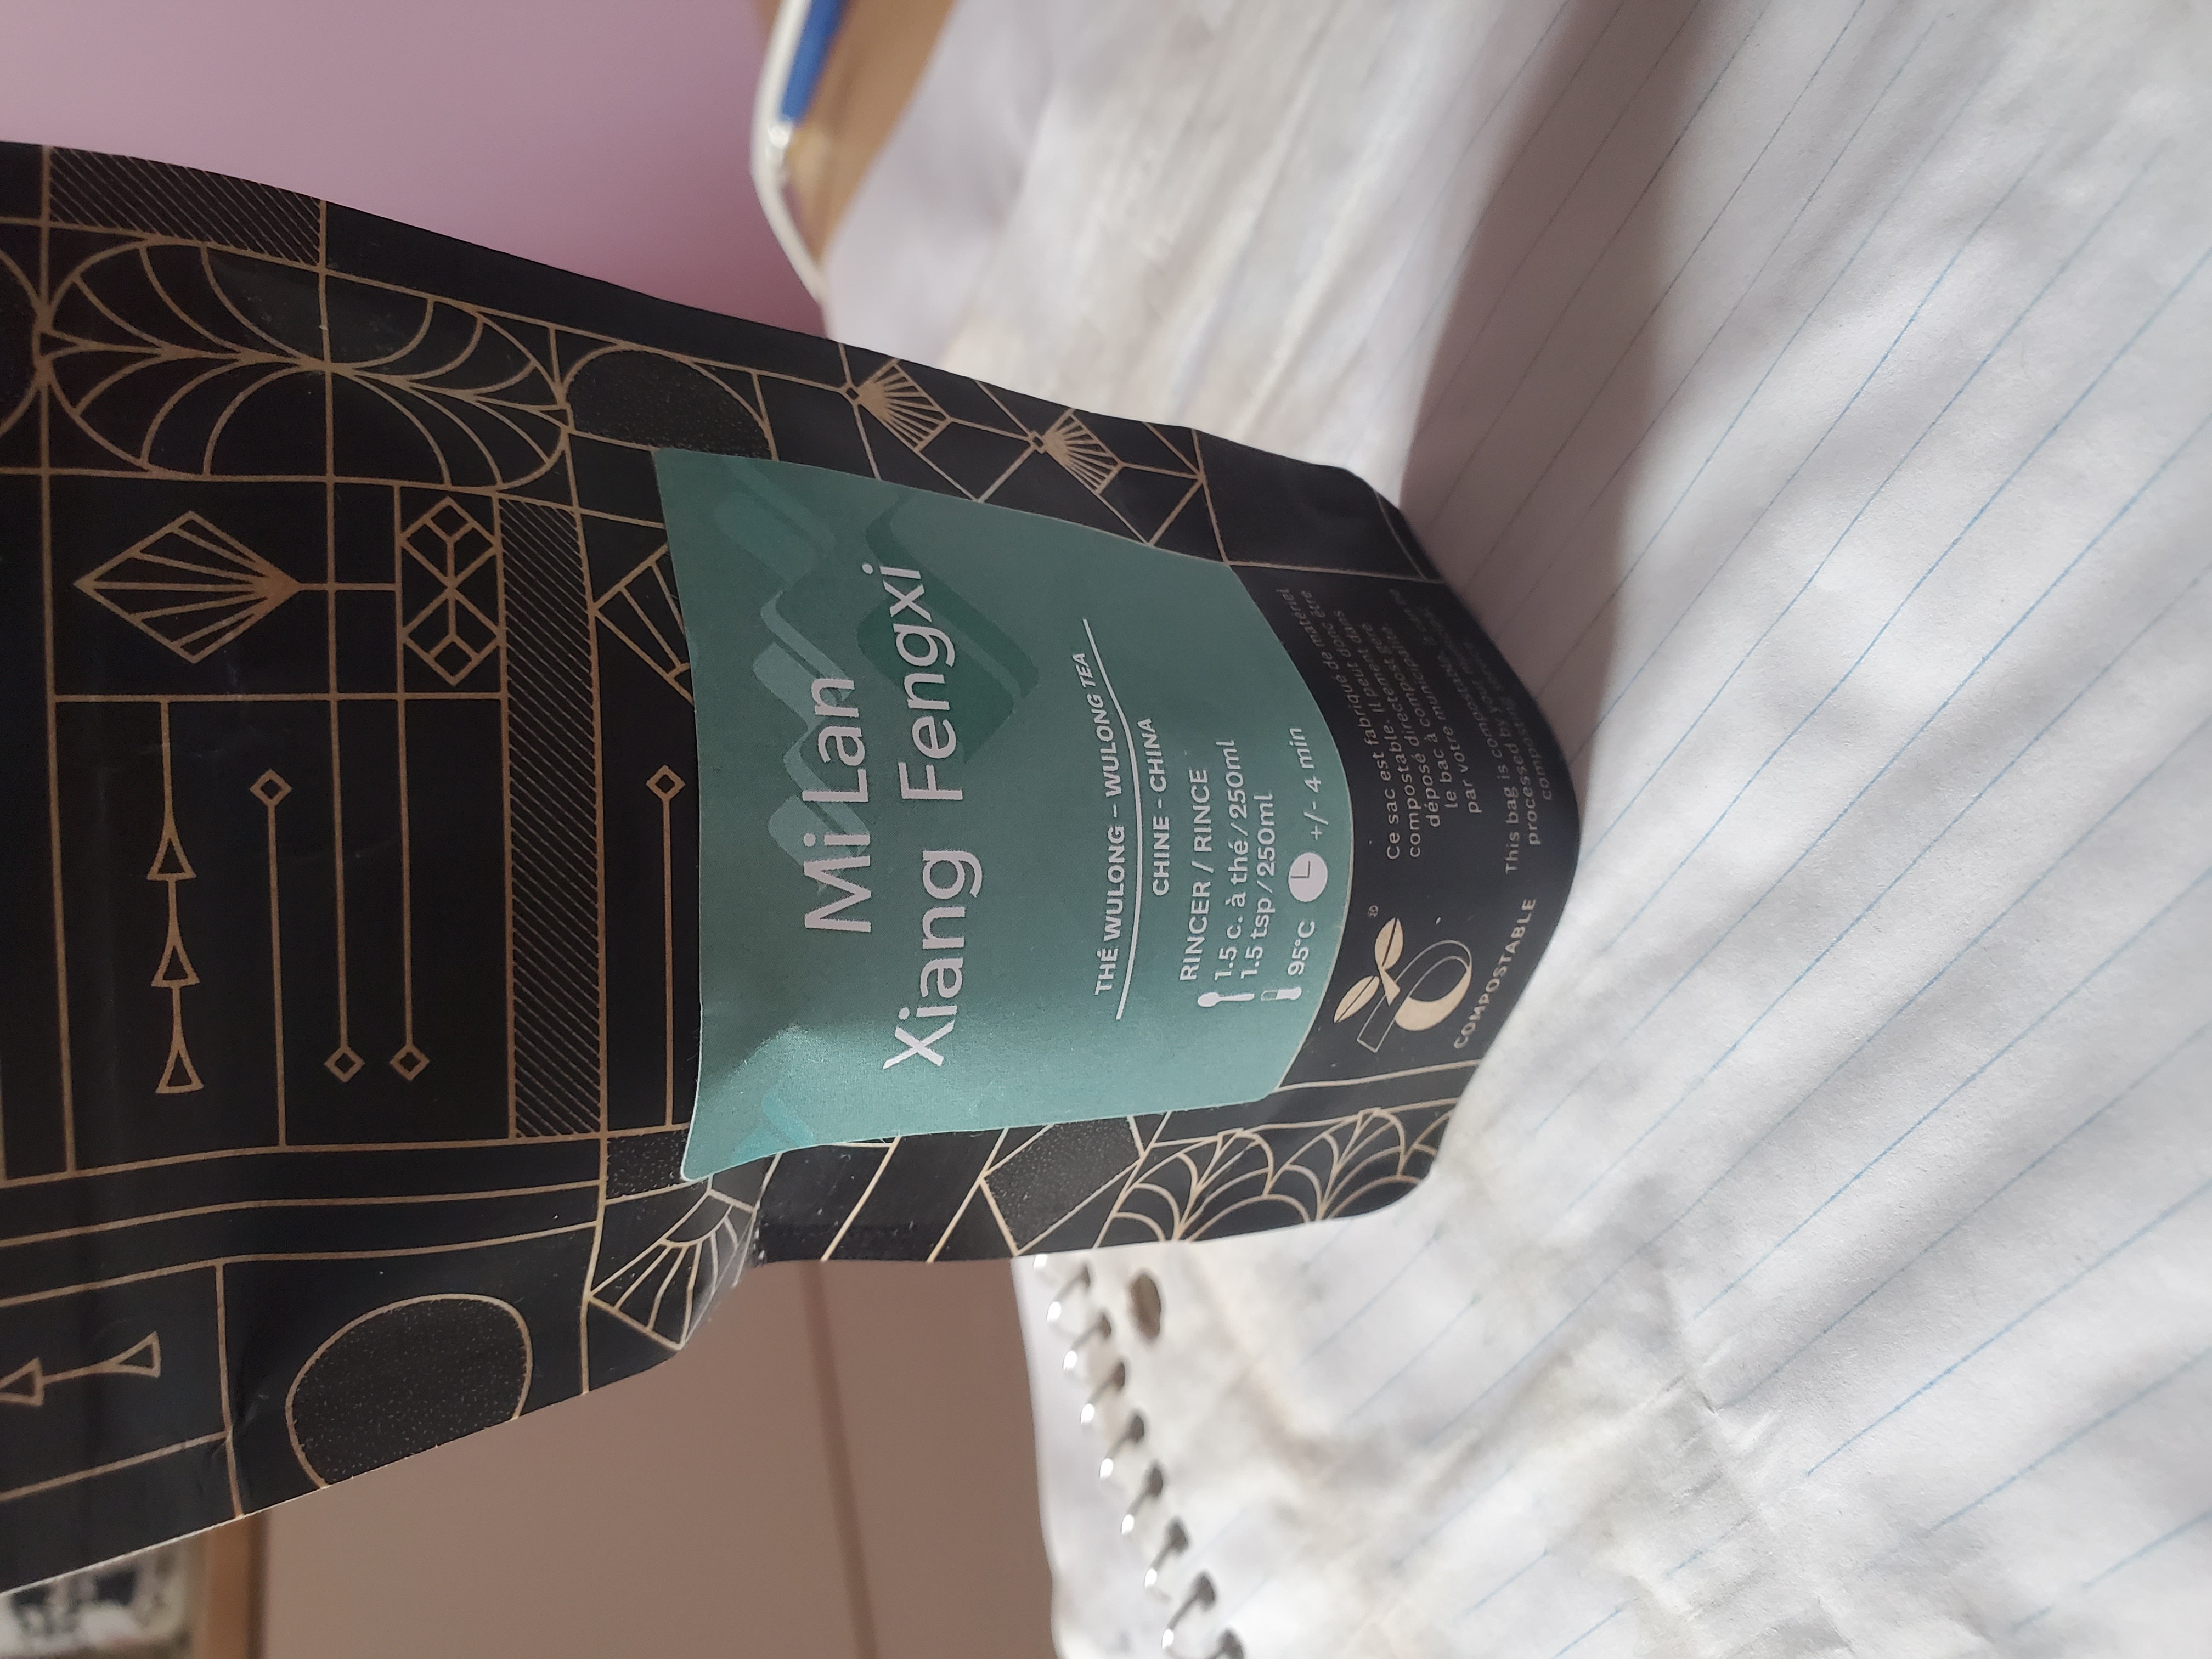 Mi Lan
Xiang Fengxi
THÉ WULONG – WULONG TEA
CHINE - CHINA
RINCER / RINCE
1.5 c. à thé/250ml
1.5 tsp/250ml
95°C +/- 4 min
®
COMPOSTABLE
Ce sac est fabriqué de matériel
compostable. Il peut donc être
déposé directement dans
le bac à compost géré
par votre municipalité.
This bag is compostable, it can be
processed by your municipal
composting service.